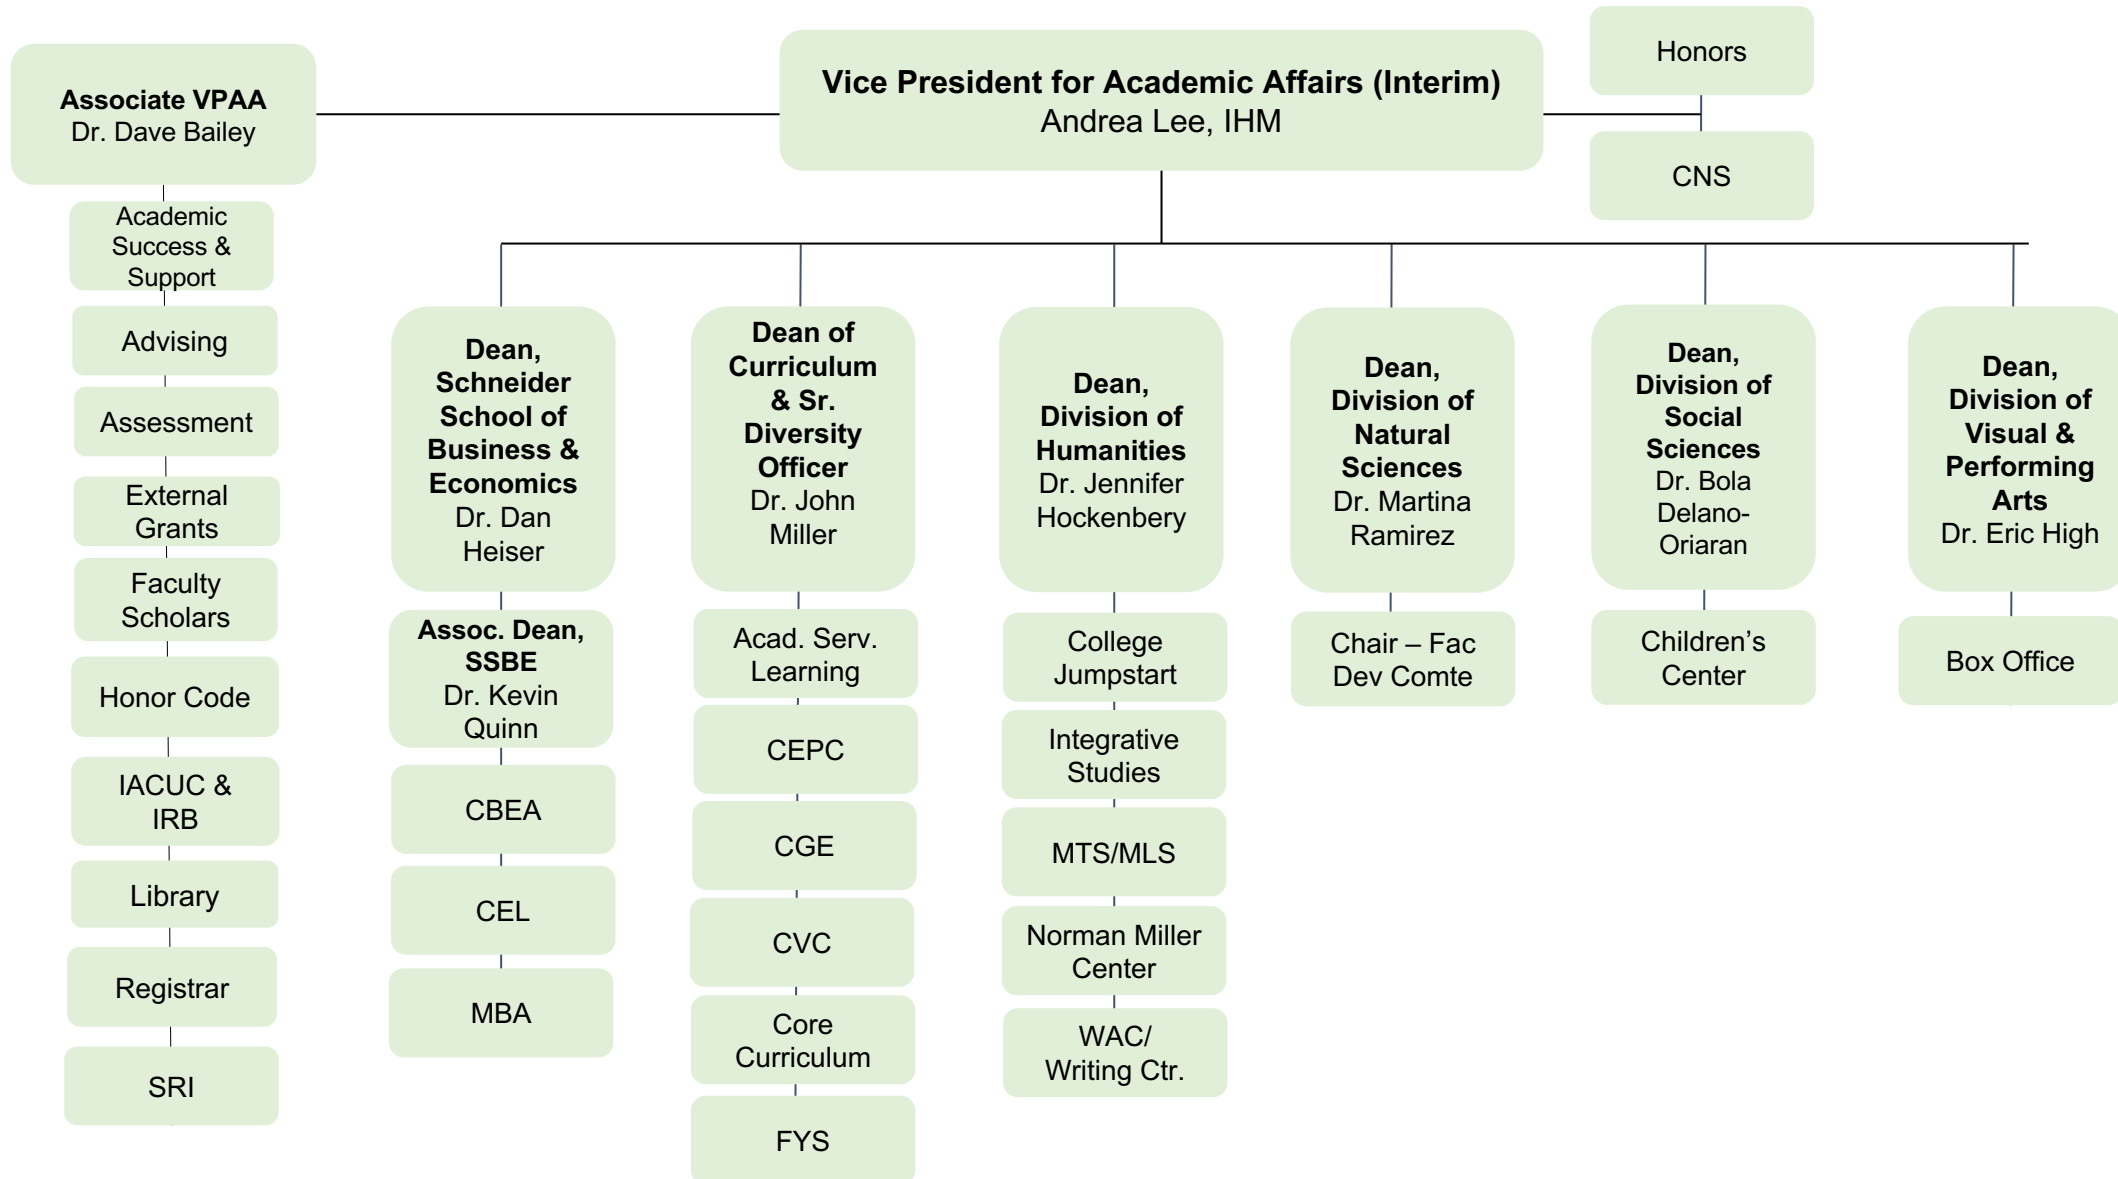 Associate VPAA
Dr. Dave Bailey
Vice President for Academic Affairs (Interim)
Andrea Lee, IHM
Honors
CNS
Academic
Success &
Support
Advising
Assessment
External
Grants
Faculty
Scholars
Honor Code
IACUC &
IRB
Library
Registrar
SRI
Dean,
Schneider
School of
Business &
Economics
Dr. Dan
Heiser
Assoc. Dean,
SSBE
Dr. Kevin
Quinn
CBEA
CEL
MBA
Dean of
Curriculum
& Sr.
Diversity
Officer
Dr. John
Miller
Acad. Serv.
Learning
CEPC
CGE
CVC
Core
Curriculum
FYS
Dean,
Division of
Humanities
Dr. Jennifer
Hockenbery
College
Jumpstart
Integrative
Studies
MTS/MLS
Norman Miller
Center
WAC/
Writing Ctr.
Dean,
Division of
Natural
Sciences
Dr. Martina
Ramirez
Chair – Fac
Dev Comte
Dean,
Division of
Social
Sciences
Dr. Bola
Delano-
Oriaran
Children’s
Center
Dean,
Division of
Visual &
Performing
Arts
Dr. Eric High
Box Office